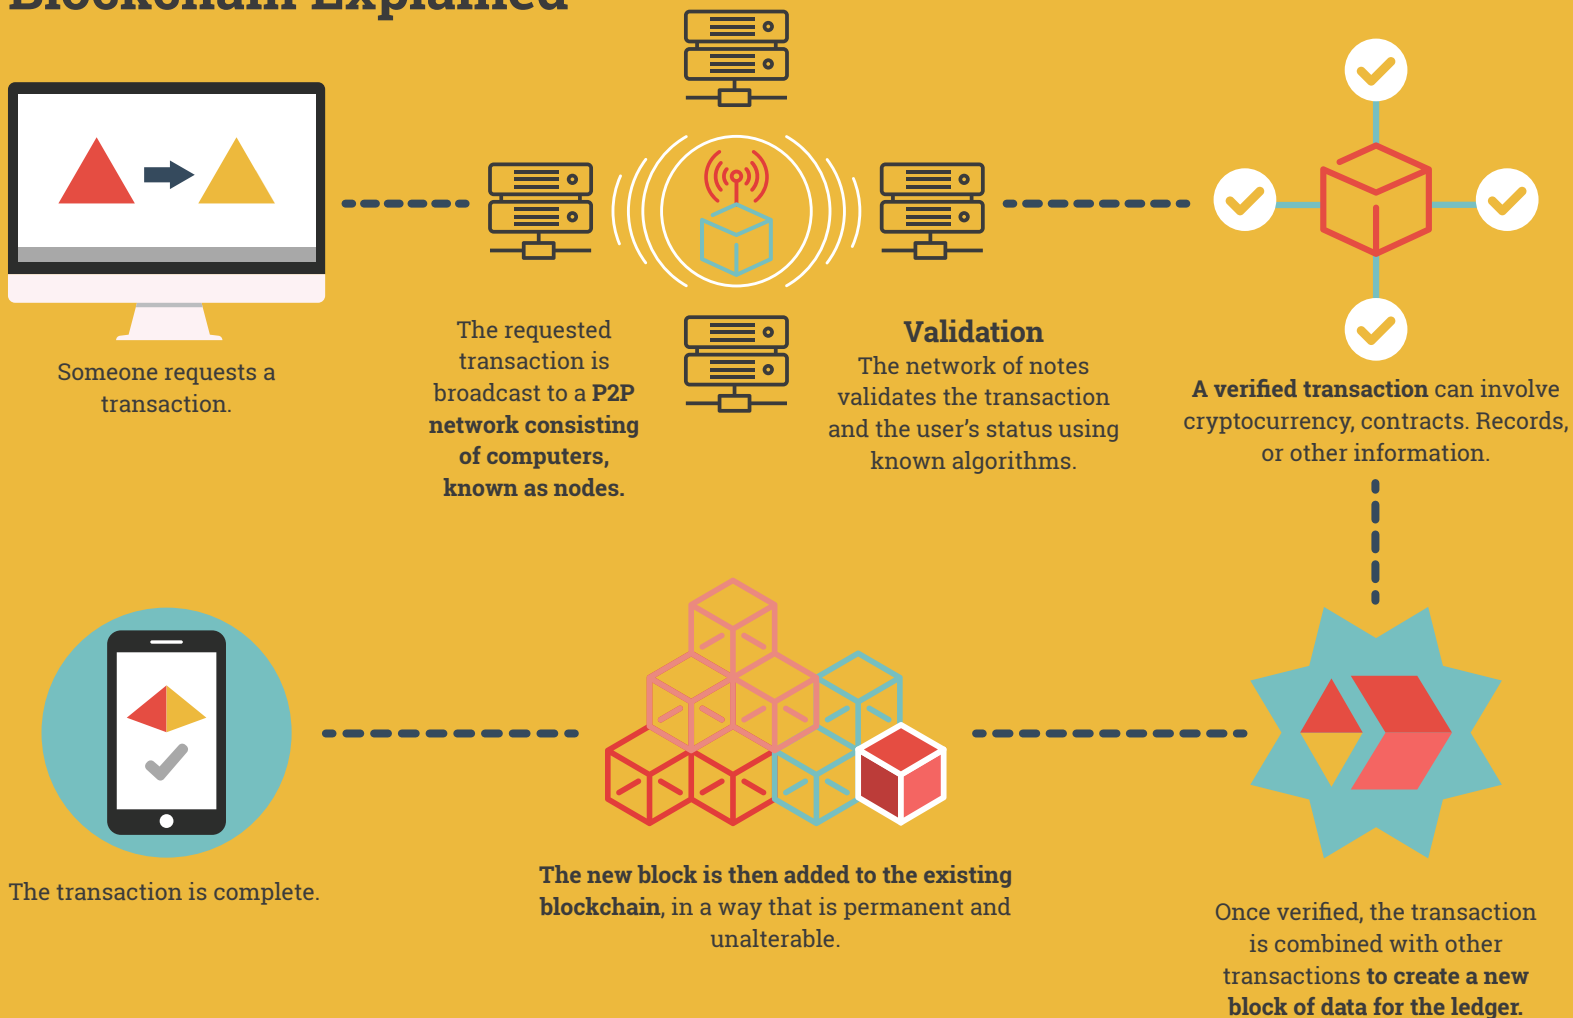 Blockchain Explained
Someone requests a
transaction.
The requested
transaction is
broadcast to a P2P
network consisting
of computers,
known as nodes.
Validation
The network of notes
validates the transaction
and the user’s status using
known algorithms.
A verified transaction can involve
cryptocurrency, contracts. Records,
or other information.
Once verified, the transaction
is combined with other
transactions to create a new
block of data for the ledger.
The new block is then added to the existing
blockchain, in a way that is permanent and
unalterable.
The transaction is complete.